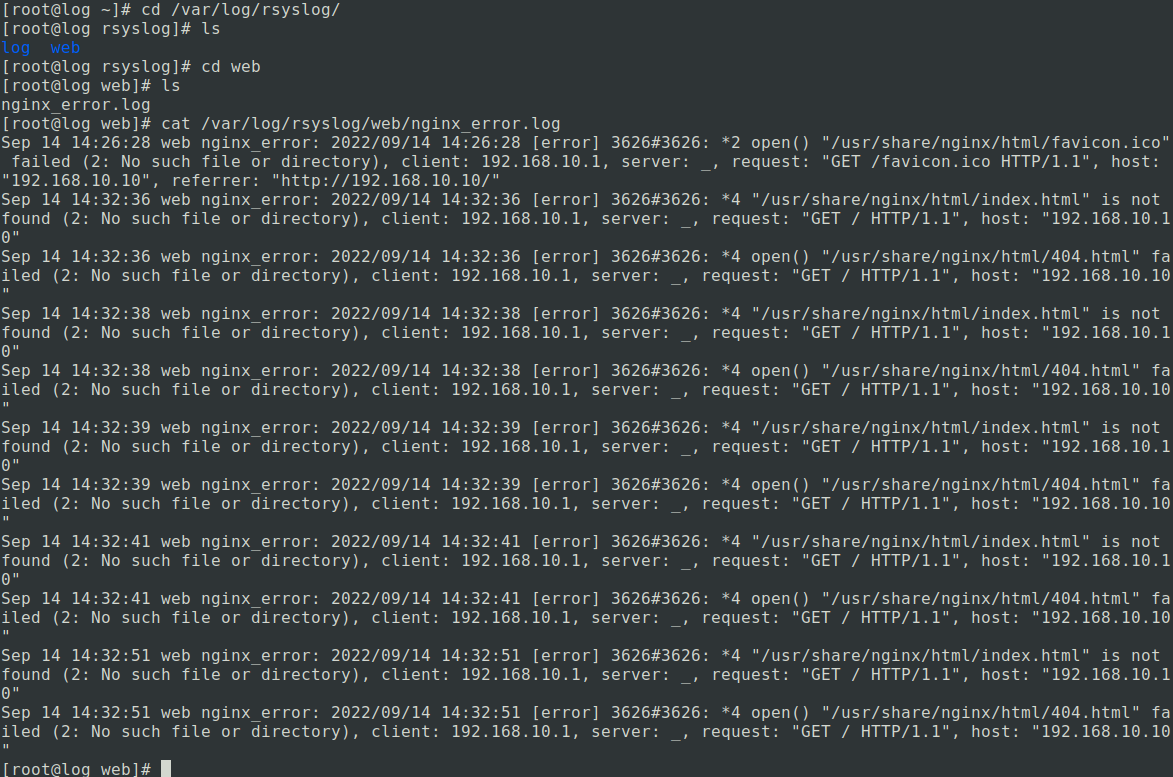 [root@log ~]# cd /var/log/rsyslog/
[root@log rsyslog]# ls
log  web
[root@log rsyslog]# cd web
[root@log web]# ls
nginx_error.log
[root@log web]# cat /var/log/rsyslog/web/nginx_error.log
Sep 14 14:26:28 web nginx_error: 2022/09/14 14:26:28 [error] 3626#3626: *2 open() "/usr/share/nginx/html/favicon.ico"
 failed (2: No such file or directory), client: 192.168.10.1, server: _, request: "GET /favicon.ico HTTP/1.1", host:
"192.168.10.10", referrer: "http://192.168.10.10/"
Sep 14 14:32:36 web nginx_error: 2022/09/14 14:32:36 [error] 3626#3626: *4 "/usr/share/nginx/html/index.html" is not
found (2: No such file or directory), client: 192.168.10.1, server: _, request: "GET / HTTP/1.1", host: "192.168.10.1
0"
Sep 14 14:32:36 web nginx_error: 2022/09/14 14:32:36 [error] 3626#3626: *4 open() "/usr/share/nginx/html/404.html" fa
iled (2: No such file or directory), client: 192.168.10.1, server: _, request: "GET / HTTP/1.1", host: "192.168.10.10
"
Sep 14 14:32:38 web nginx_error: 2022/09/14 14:32:38 [error] 3626#3626: *4 "/usr/share/nginx/html/index.html" is not
found (2: No such file or directory), client: 192.168.10.1, server: _, request: "GET / HTTP/1.1", host: "192.168.10.1
0"
Sep 14 14:32:38 web nginx_error: 2022/09/14 14:32:38 [error] 3626#3626: *4 open() "/usr/share/nginx/html/404.html" fa
iled (2: No such file or directory), client: 192.168.10.1, server: _, request: "GET / HTTP/1.1", host: "192.168.10.10
"
Sep 14 14:32:39 web nginx_error: 2022/09/14 14:32:39 [error] 3626#3626: *4 "/usr/share/nginx/html/index.html" is not
found (2: No such file or directory), client: 192.168.10.1, server: _, request: "GET / HTTP/1.1", host: "192.168.10.1
0"
Sep 14 14:32:39 web nginx_error: 2022/09/14 14:32:39 [error] 3626#3626: *4 open() "/usr/share/nginx/html/404.html" fa
iled (2: No such file or directory), client: 192.168.10.1, server: _, request: "GET / HTTP/1.1", host: "192.168.10.10
"
Sep 14 14:32:41 web nginx_error: 2022/09/14 14:32:41 [error] 3626#3626: *4 "/usr/share/nginx/html/index.html" is not
found (2: No such file or directory), client: 192.168.10.1, server: _, request: "GET / HTTP/1.1", host: "192.168.10.1
0"
Sep 14 14:32:41 web nginx_error: 2022/09/14 14:32:41 [error] 3626#3626: *4 open() "/usr/share/nginx/html/404.html" fa
iled (2: No such file or directory), client: 192.168.10.1, server: _, request: "GET / HTTP/1.1", host: "192.168.10.10
"
Sep 14 14:32:51 web nginx_error: 2022/09/14 14:32:51 [error] 3626#3626: *4 "/usr/share/nginx/html/index.html" is not
found (2: No such file or directory), client: 192.168.10.1, server: _, request: "GET / HTTP/1.1", host: "192.168.10.1
0"
Sep 14 14:32:51 web nginx_error: 2022/09/14 14:32:51 [error] 3626#3626: *4 open() "/usr/share/nginx/html/404.html" fa
iled (2: No such file or directory), client: 192.168.10.1, server: _, request: "GET / HTTP/1.1", host: "192.168.10.10
"
[root@log web]#